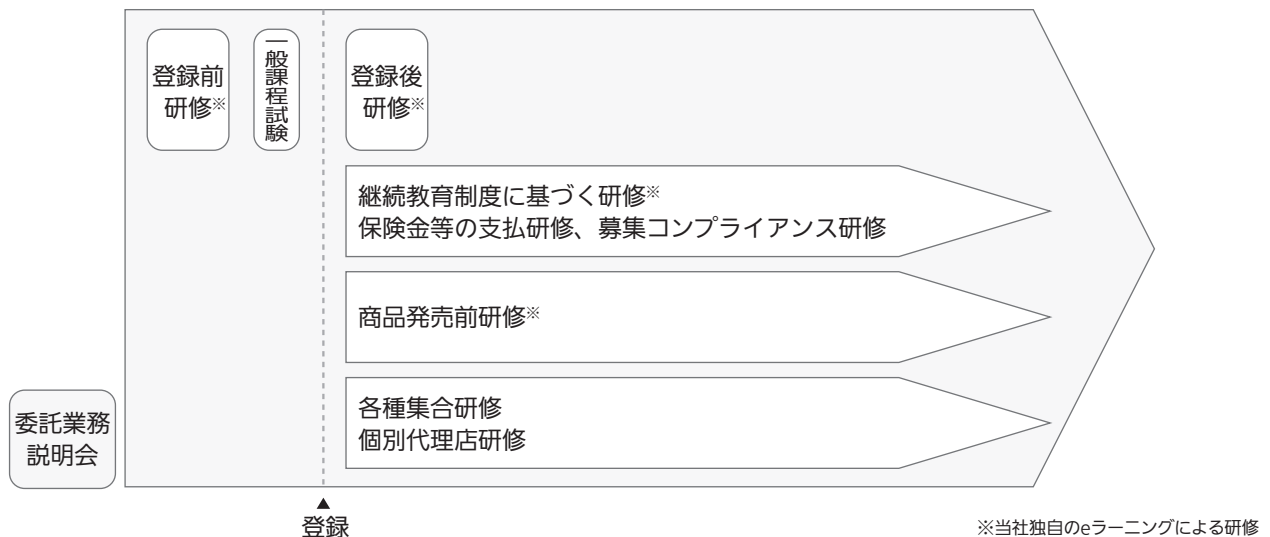 登録前
研修※
一般課程試験
登録後
研修※
継続教育制度に基づく研修※
保険金等の支払研修、募集コンプライアンス研修
商品発売前研修※
各種集合研修
個別代理店研修
委託業務
説明会
▲
登録
※当社独自のeラーニングによる研修